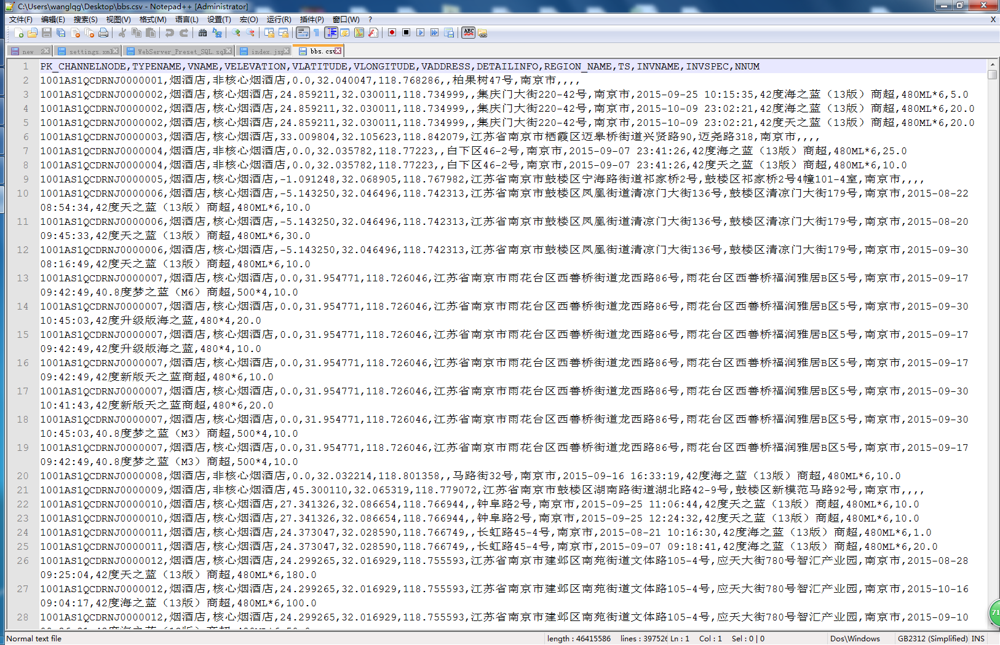 C:\Users\wanglqg\Desktop\bbs.csv - Notepad++ [Administrator]
文件(F) 编辑(E) 搜索(S) 视图(V) 格式(M) 语言(L) 设置(T) 宏(O) 运行(R) 插件(P) 窗口(W) ? X
new 2 settings.xml WebServer_Preset_SQL.sql index.jsp bbs.csv
1 PK_CHANNELNODE,TYPENAME,VNAME,VELEVATION,VLATITUDE,VLONGITUDE,VADDRESS,DETAILINFO,REGION_NAME,TS,INVNAME,INVSPEC,NNUM
2 1001AS1QCDRNJ0000001,烟酒店,非核心烟酒店,0.0,32.040047,118.768286,,柏果树47号,南京市,,,,
3 1001AS1QCDRNJ0000002,烟酒店,核心烟酒店,24.859211,32.030011,118.734999,,集庆门大街220-42号,南京市,2015-09-25 10:15:35,42度海之蓝（13版）商超,480ML*6,5.0
4 1001AS1QCDRNJ0000002,烟酒店,核心烟酒店,24.859211,32.030011,118.734999,,集庆门大街220-42号,南京市,2015-10-09 23:02:21,42度海之蓝（13版）商超,480ML*6,20.0
5 1001AS1QCDRNJ0000002,烟酒店,核心烟酒店,24.859211,32.030011,118.734999,,集庆门大街220-42号,南京市,2015-10-09 23:02:21,42度天之蓝（13版）商超,480ML*6,20.0
6 1001AS1QCDRNJ0000003,烟酒店,核心烟酒店,33.009804,32.105623,118.842079,江苏省南京市栖霞区迈皋桥街道兴贤路90,迈尧路318,南京市,,,,
7 1001AS1QCDRNJ0000004,烟酒店,非核心烟酒店,0.0,32.035782,118.77223,,白下区46-2号,南京市,2015-09-07 23:41:26,42度海之蓝（13版）商超,480ML*6,25.0
8 1001AS1QCDRNJ0000004,烟酒店,非核心烟酒店,0.0,32.035782,118.77223,,白下区46-2号,南京市,2015-09-07 23:41:26,42度天之蓝（13版）商超,480ML*6,10.0
9 1001AS1QCDRNJ0000005,烟酒店,核心烟酒店,-1.091248,32.068905,118.767982,江苏省南京市鼓楼区宁海路街道祁家桥2号,鼓楼区祁家桥2号4幢101-4室,南京市,,,,
10 1001AS1QCDRNJ0000006,烟酒店,核心烟酒店,-5.143250,32.046496,118.742313,江苏省南京市鼓楼区凤凰街道清凉门大街136号,鼓楼区清凉门大街179号,南京市,2015-08-22
08:54:34,42度天之蓝（13版）商超,480ML*6,10.0
11 1001AS1QCDRNJ0000006,烟酒店,核心烟酒店,-5.143250,32.046496,118.742313,江苏省南京市鼓楼区凤凰街道清凉门大街136号,鼓楼区清凉门大街179号,南京市,2015-08-20
09:45:33,42度天之蓝（13版）商超,480ML*6,30.0
12 1001AS1QCDRNJ0000006,烟酒店,核心烟酒店,-5.143250,32.046496,118.742313,江苏省南京市鼓楼区凤凰街道清凉门大街136号,鼓楼区清凉门大街179号,南京市,2015-09-30
08:16:49,42度天之蓝（13版）商超,480ML*6,10.0
13 1001AS1QCDRNJ0000007,烟酒店,核心烟酒店,0.0,31.954771,118.726046,江苏省南京市雨花台区西善桥街道龙西路86号,雨花台区西善桥福润雅居B区5号,南京市,2015-09-17
09:42:49,40.8度梦之蓝（M6）商超,500*4,10.0
14 1001AS1QCDRNJ0000007,烟酒店,核心烟酒店,0.0,31.954771,118.726046,江苏省南京市雨花台区西善桥街道龙西路86号,雨花台区西善桥福润雅居B区5号,南京市,2015-09-30
10:45:03,42度升级版海之蓝,480*4,20.0
15 1001AS1QCDRNJ0000007,烟酒店,核心烟酒店,0.0,31.954771,118.726046,江苏省南京市雨花台区西善桥街道龙西路86号,雨花台区西善桥福润雅居B区5号,南京市,2015-09-17
09:42:49,42度升级版海之蓝,480*4,10.0
16 1001AS1QCDRNJ0000007,烟酒店,核心烟酒店,0.0,31.954771,118.726046,江苏省南京市雨花台区西善桥街道龙西路86号,雨花台区西善桥福润雅居B区5号,南京市,2015-09-17
09:42:49,42度新版天之蓝商超,480*6,10.0
17 1001AS1QCDRNJ0000007,烟酒店,核心烟酒店,0.0,31.954771,118.726046,江苏省南京市雨花台区西善桥街道龙西路86号,雨花台区西善桥福润雅居B区5号,南京市,2015-09-30
10:41:43,42度新版天之蓝商超,480*6,20.0
18 1001AS1QCDRNJ0000007,烟酒店,核心烟酒店,0.0,31.954771,118.726046,江苏省南京市雨花台区西善桥街道龙西路86号,雨花台区西善桥福润雅居B区5号,南京市,2015-09-30
10:45:03,40.8度梦之蓝（M3）商超,500*4,10.0
19 1001AS1QCDRNJ0000007,烟酒店,核心烟酒店,0.0,31.954771,118.726046,江苏省南京市雨花台区西善桥街道龙西路86号,雨花台区西善桥福润雅居B区5号,南京市,2015-09-17
09:42:49,40.8度梦之蓝（M3）商超,500*4,10.0
20 1001AS1QCDRNJ0000008,烟酒店,非核心烟酒店,0.0,32.032214,118.801358,,马路街32号,南京市,2015-09-16 16:33:19,42度海之蓝（13版）商超,480ML*6,10.0
21 1001AS1QCDRNJ0000009,烟酒店,非核心烟酒店,45.300110,32.065319,118.779072,江苏省南京市鼓楼区湖南路街道湖北路42-9号,鼓楼区新模范马路92号,南京市,,,,
22 1001AS1QCDRNJ0000010,烟酒店,核心烟酒店,27.341326,32.086654,118.766944,,钟阜路2号,南京市,2015-09-25 11:06:44,42度天之蓝（13版）商超,480ML*6,10.0
23 1001AS1QCDRNJ0000010,烟酒店,核心烟酒店,27.341326,32.086654,118.766944,,钟阜路2号,南京市,2015-09-25 12:24:32,42度天之蓝（13版）商超,480ML*6,10.0
24 1001AS1QCDRNJ0000011,烟酒店,核心烟酒店,24.373047,32.028590,118.766749,,长虹路45-4号,南京市,2015-08-21 10:16:30,42度海之蓝（13版）商超,480ML*6,1.0
25 1001AS1QCDRNJ0000011,烟酒店,核心烟酒店,24.373047,32.028590,118.766749,,长虹路45-4号,南京市,2015-09-07 09:18:41,42度海之蓝（13版）商超,480ML*6,20.0
26 1001AS1QCDRNJ0000012,烟酒店,核心烟酒店,24.299265,32.016929,118.755593,江苏省南京市建邺区南苑街道文体路105-4号,应天大街780号智汇产业园,南京市,2015-08-28
09:25:04,42度天之蓝（13版）商超,480ML*6,180.0
27 1001AS1QCDRNJ0000012,烟酒店,核心烟酒店,24.299265,32.016929,118.755593,江苏省南京市建邺区南苑街道文体路105-4号,应天大街780号智汇产业园,南京市,2015-10-16
09:04:17,42度海之蓝（13版）商超,480ML*6,100.0
28 1001AS1QCDRNJ0000012,烟酒店,核心烟酒店,24.299265,32.016929,118.755593,江苏省南京市建邺区南苑街道文体路105-4号,应天大街780号智汇产业园,南京市,2015-09-10
71
Normal text file length : 46415586 lines : 397526 Ln : 1 Col : 1 Sel : 0 | 0 Dos\Windows GB2312 (Simplified) INS